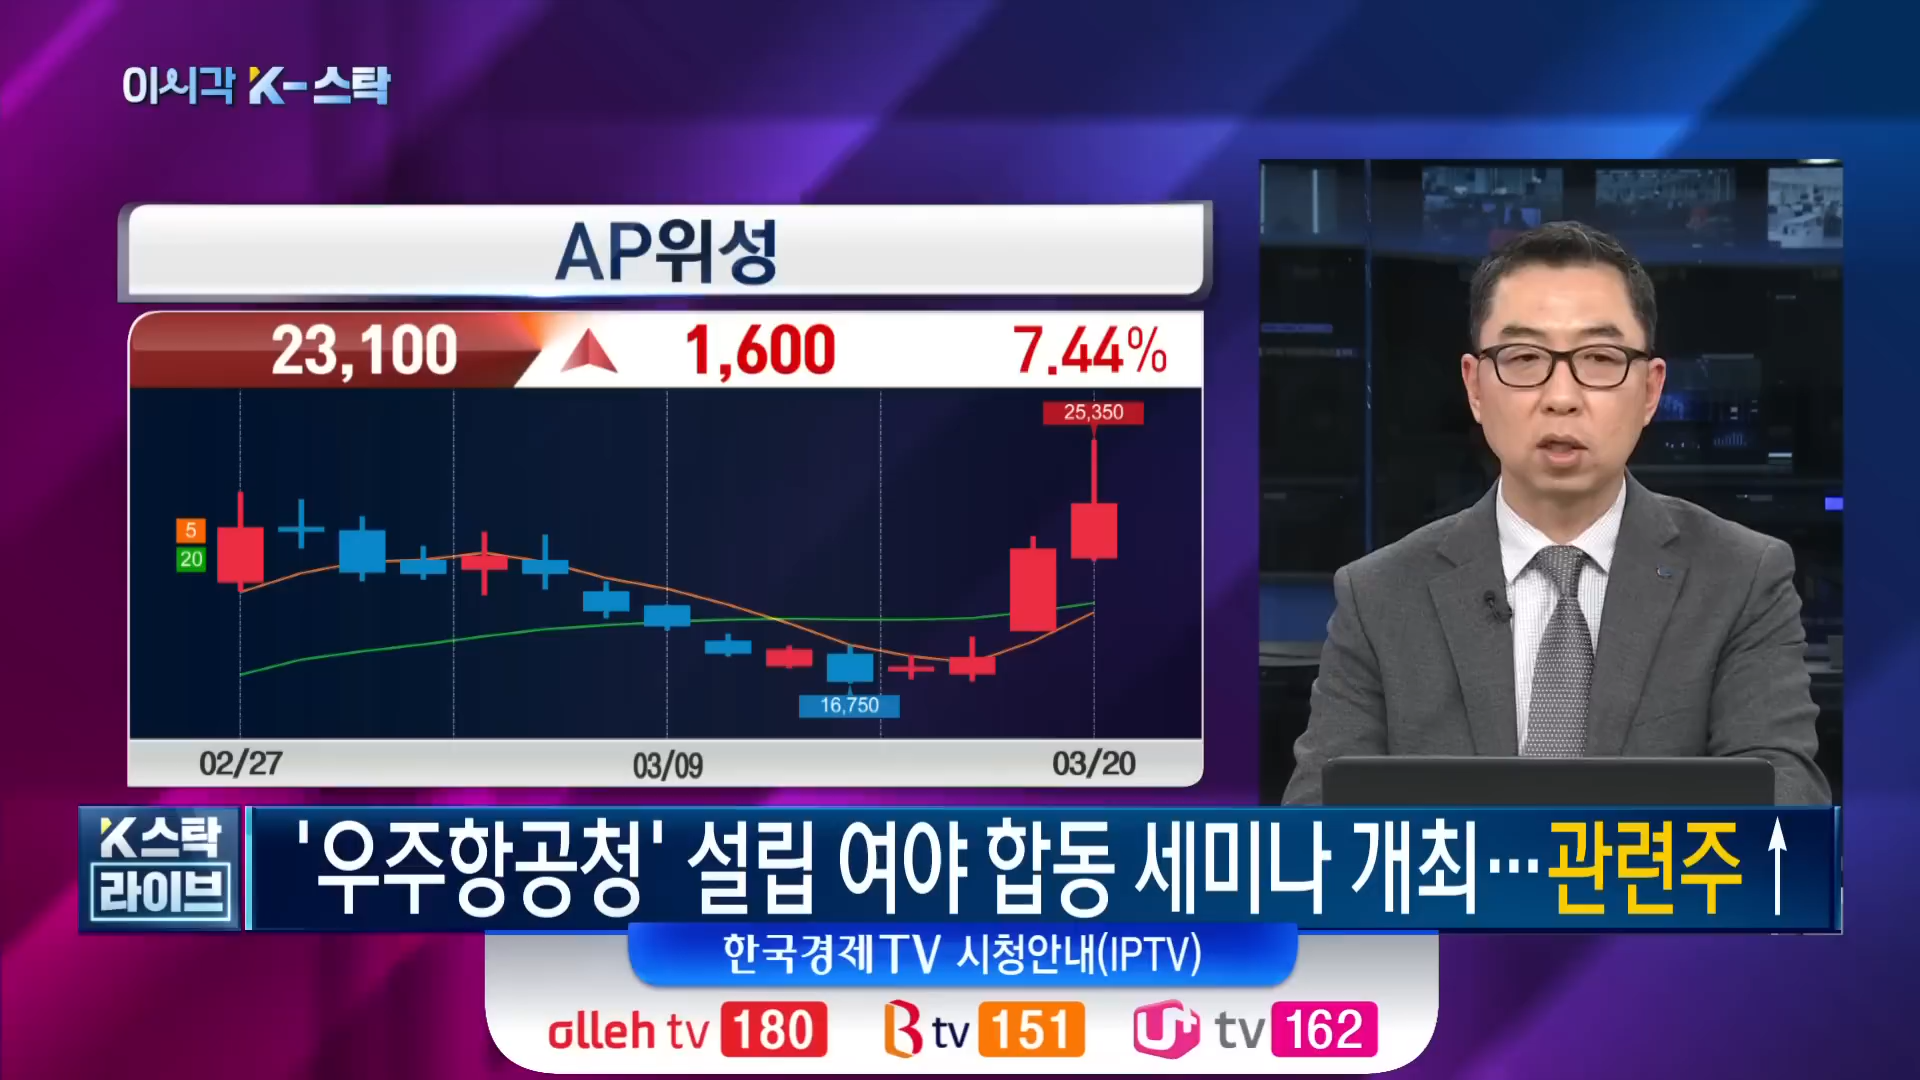 이시각 K-스탁
AP위성
23,100 1,600 7.44%
25,350
5
20
16,750
02/27 03/09 03/20
K스탁
라이브
'우주항공청' 설립 여야 합동 세미나 개최…관련주↑
한국경제TV 시청안내(IPTV)
olleh tv 180 B tv 151 U+ tv 162